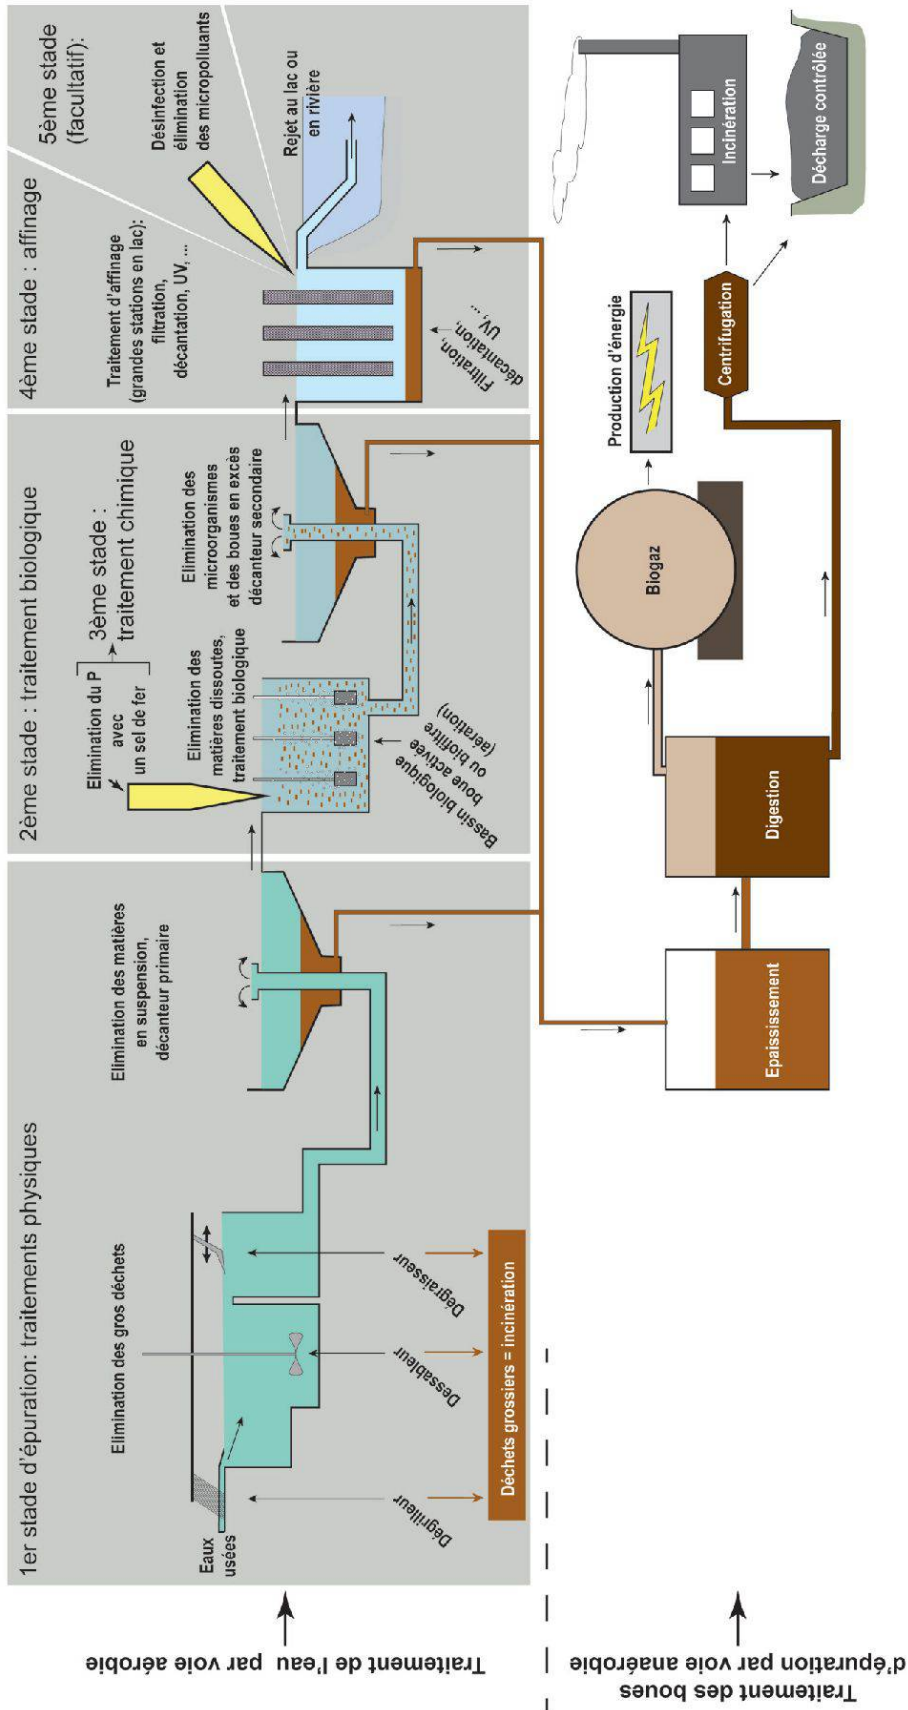 1er stade d'épuration: traitements physiques
Elimination des gros déchets
Eaux
usées
Dégrilleur
Dessableur
Dégraisseur
Déchets grossiers = incinération
Elimination des matières
en suspension,
décanteur primaire
2ème stade : traitement biologique
3ème stade :
traitement chimique
Elimination du P
avec
un sel de fer
Elimination des
matières dissoutes,
traitement biologique
Bassin biologique
boue activée
ou biofiltre
(aération)
Elimination des
microorganismes
et des boues en excès
décanteur secondaire
4ème stade : affinage
Traitement d'affinage
(grandes stations en lac):
filtration,
décantation, UV, ...
Filtration,
décantation,
UV, ...
5ème stade
(facultatif):
Désinfection et
élimination
des micropolluants
Rejet au lac ou
en rivière
Traitement de l'eau
par voie aérobie
Traitement des boues
d'épuration par voie anaérobie
Epaississement
Digestion
Biogaz
Production d'énergie
Centrifugation
Incinération
Décharge contrôlée